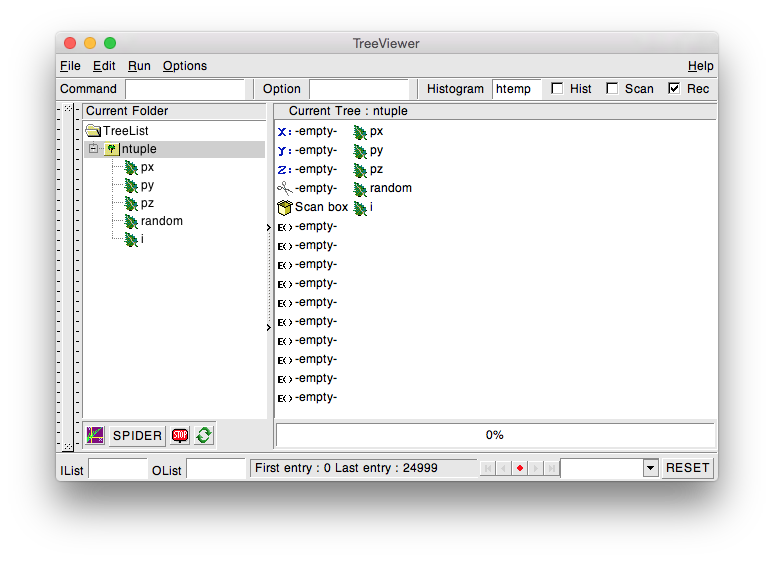 TreeViewer
File Edit Run Options Help
Command Option Histogram htemp Hist Scan Rec
Current Folder
TreeList
ntuple
px
py
pz
random
i
Current Tree : ntuple
X: -empty- px
Y: -empty- py
Z: -empty- pz
-empty- random
Scan box i
E() -empty-
E() -empty-
E() -empty-
E() -empty-
E() -empty-
E() -empty-
E() -empty-
E() -empty-
E() -empty-
E() -empty-
SPIDER STOP
0%
IList OList First entry : 0 Last entry : 24999 RESET